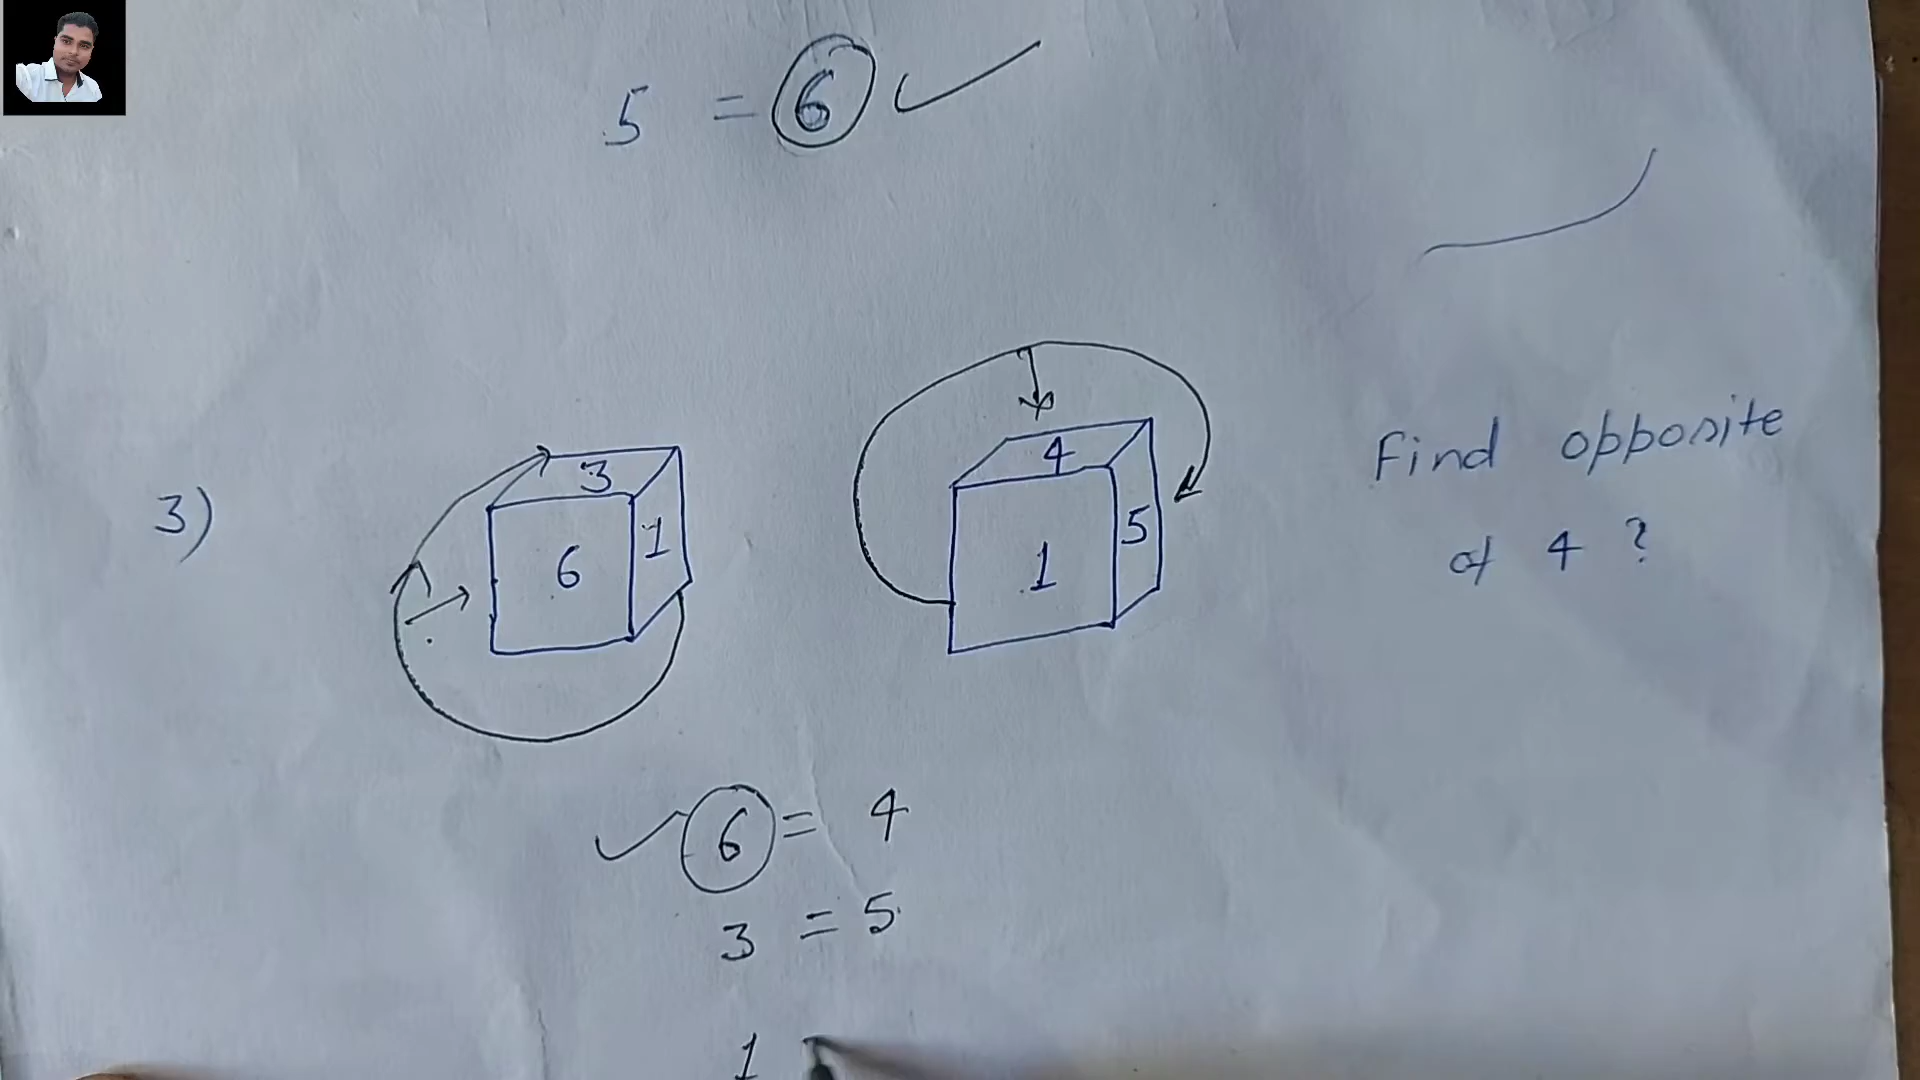 5 = 6
3)
3
6
1
4
1
5
Find opposite
of 4 ?
6 = 4
3 = 5
1